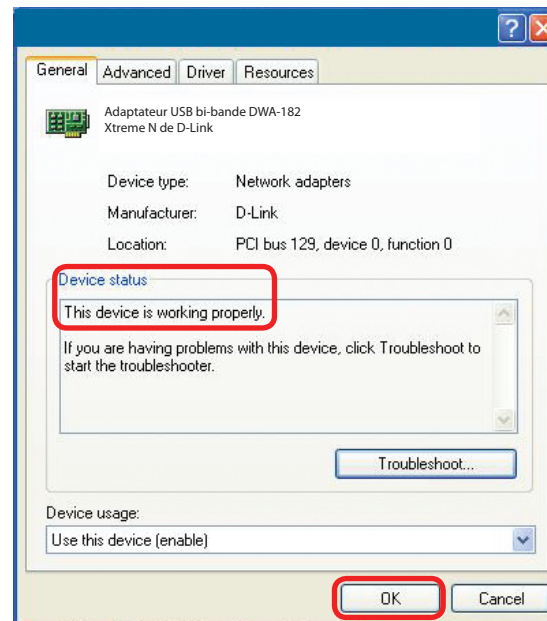 General Advanced Driver Resources
Adaptateur USB bi-bande DWA-182
Xtreme N de D-Link
Device type: Network adapters
Manufacturer: D-Link
Location: PCI bus 129, device 0, function 0
Device status
This device is working properly.
If you are having problems with this device, click Troubleshoot to
start the troubleshooter.
Troubleshoot...
Device usage:
Use this device (enable)
OK Cancel